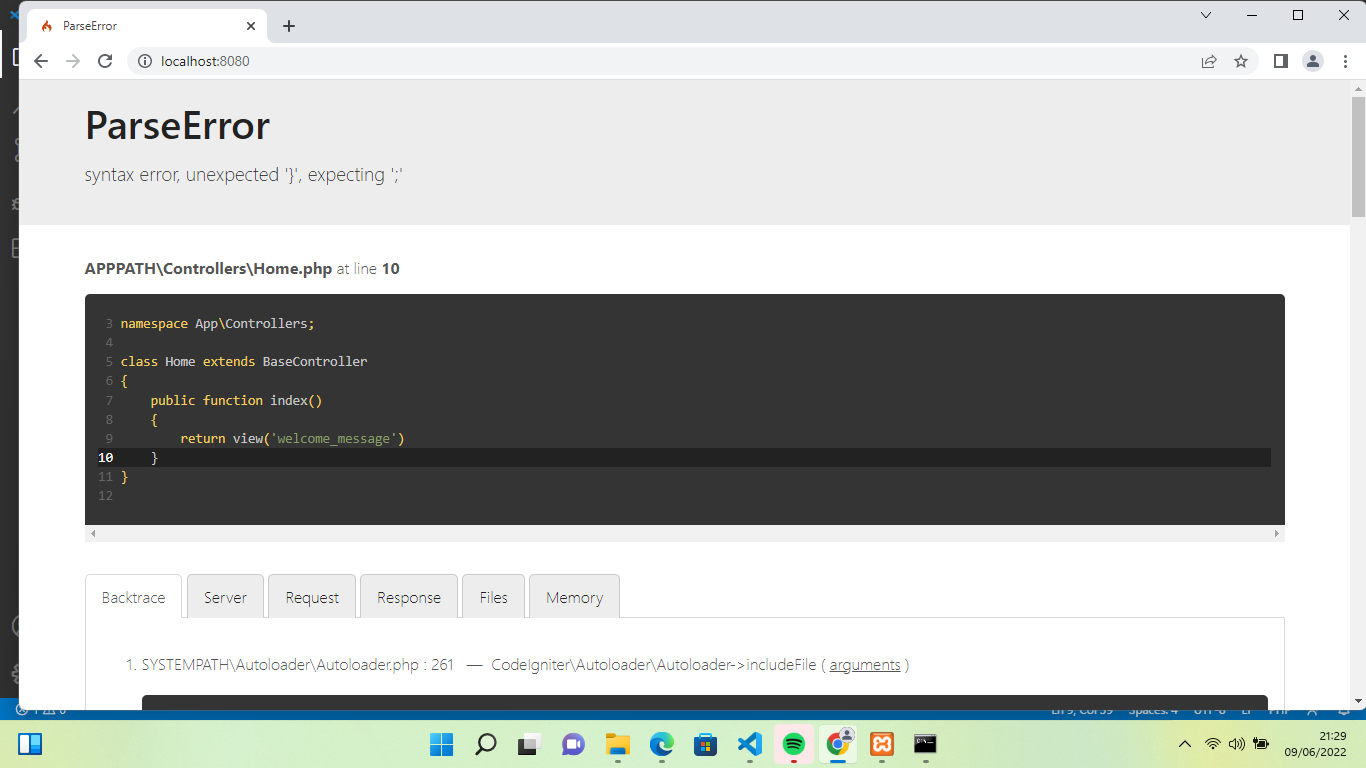 ParseError
localhost:8080
ParseError
syntax error, unexpected '}', expecting ';'
APPPATH\Controllers\Home.php at line 10
3 namespace App\Controllers;
4
5 class Home extends BaseController
6 {
7     public function index()
8     {
9         return view('welcome_message')
10     }
11 }
12
Backtrace Server Request Response Files Memory
1. SYSTEMPATH\Autoloader\Autoloader.php : 261 — CodeIgniter\Autoloader\Autoloader->includeFile ( arguments )
21:29
09/06/2022